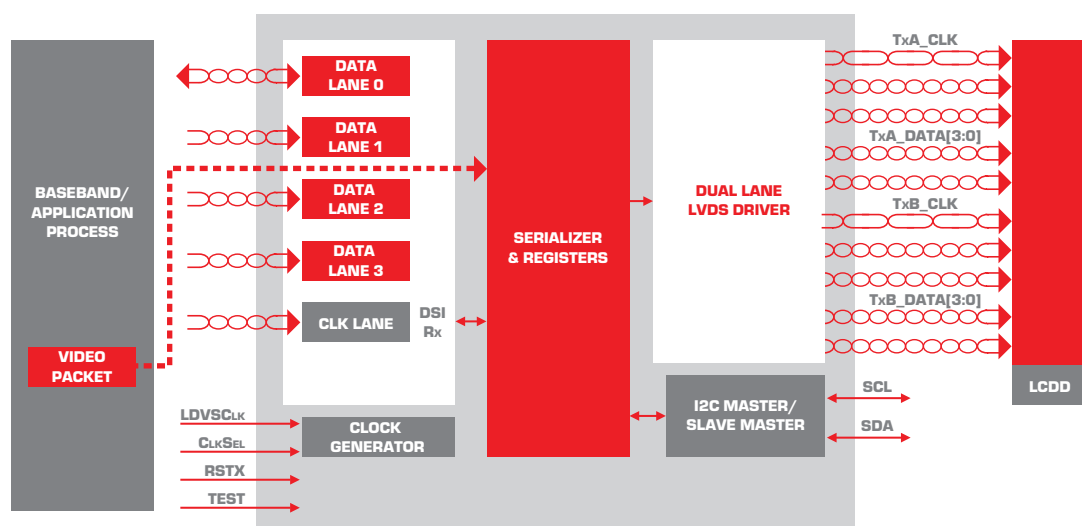 BASEBAND/
APPLICATION
PROCESS
VIDEO
PACKET
DATA
LANE 0
DATA
LANE 1
DATA
LANE 2
DATA
LANE 3
CLK LANE
DSI
Rx
LDVSCLK
CLKSEL
RSTX
TEST
CLOCK
GENERATOR
SERIALIZER
& REGISTERS
DUAL LANE
LVDS DRIVER
I2C MASTER/
SLAVE MASTER
TxA_CLK
TxA_DATA[3:0]
TxB_CLK
TxB_DATA[3:0]
SCL
SDA
LCDD